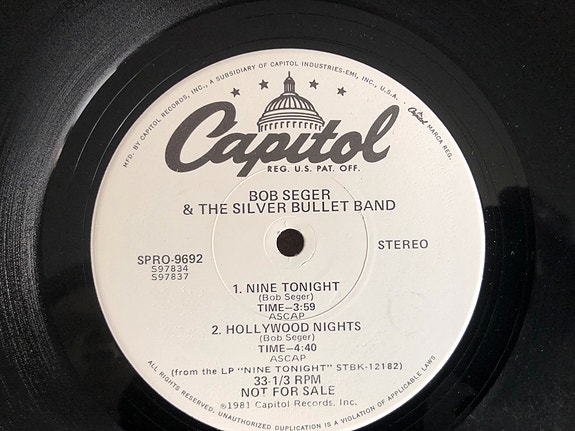 MFD. BY CAPITOL RECORDS, INC., A SUBSIDIARY OF CAPITOL INDUSTRIES-EMI, INC., U.S.A. · Capitol MARCA REG.
Capitol
REG. U.S. PAT. OFF.
BOB SEGER
& THE SILVER BULLET BAND
STEREO
SPRO-9692
S97834
S97837
1. NINE TONIGHT
(Bob Seger)
TIME—3:59
ASCAP
2. HOLLYWOOD NIGHTS
(Bob Seger)
TIME—4:40
ASCAP
(from the LP "NINE TONIGHT" STBK-12182)
33-1/3 RPM
NOT FOR SALE
©1981 Capitol Records, Inc.
ALL RIGHTS RESERVED. UNAUTHORIZED DUPLICATION IS A VIOLATION OF APPLICABLE LAWS